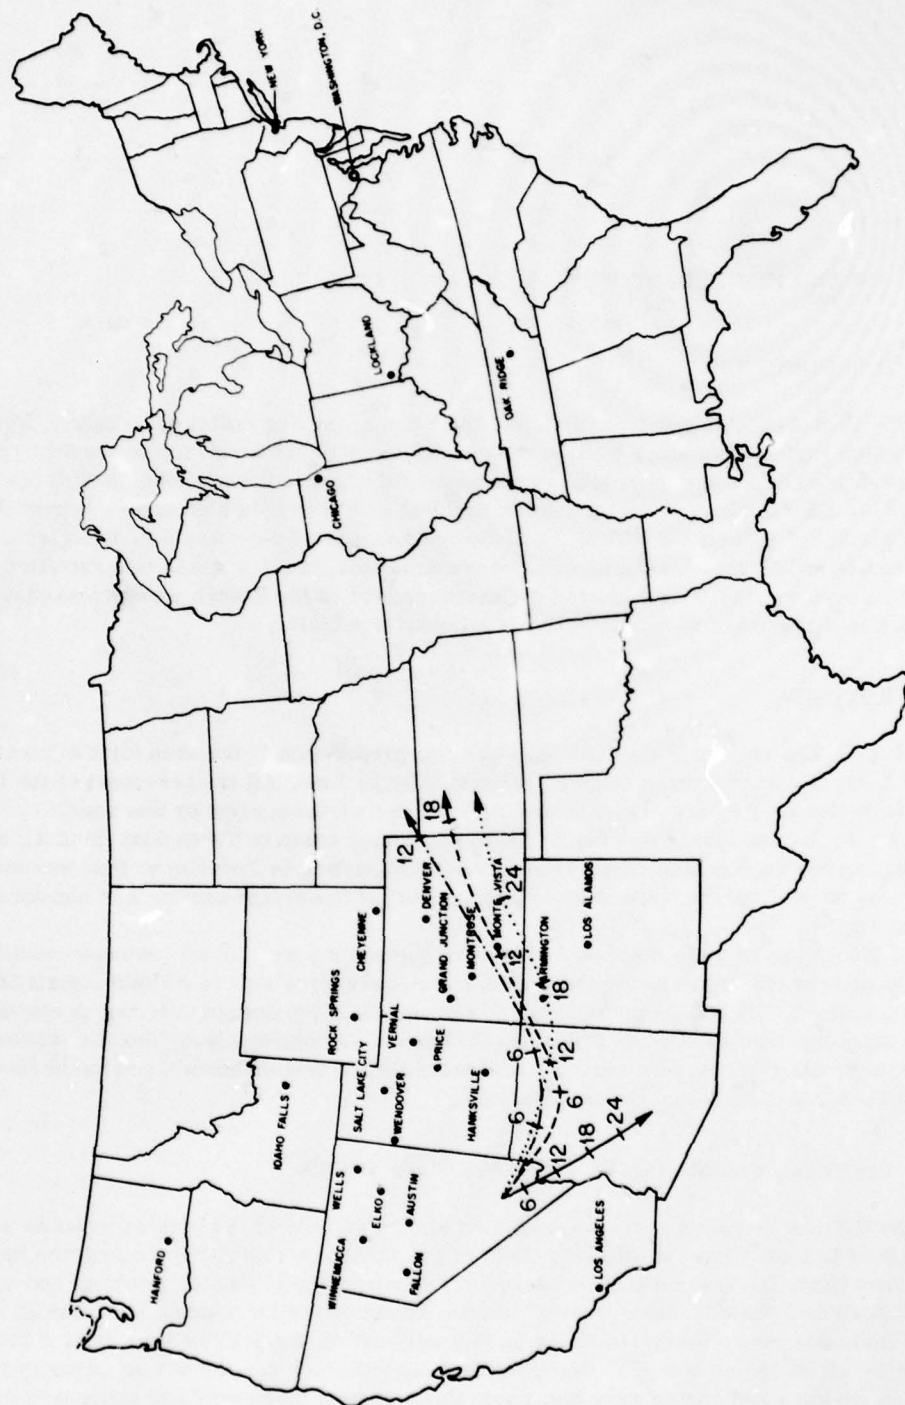 NEW YORK
WASHINGTON, D.C.
LOCKLAND
OAK RIDGE
CHICAGO
HANFORD
IDAHO FALLS
ROCK SPRINGS
CHEYENNE
SALT LAKE CITY
VERNAL
WENDOVER
PRICE
HANKSVILLE
WINNEMUCCA
WELLS
ELKO
AUSTIN
FALLON
LOS ANGELES
DENVER
GRAND JUNCTION
MONTROSE
MONTE VISTA
FARMINGTON
LOS ALAMOS
12
18
24
12
18
6
12
6
6
6
12
18
24